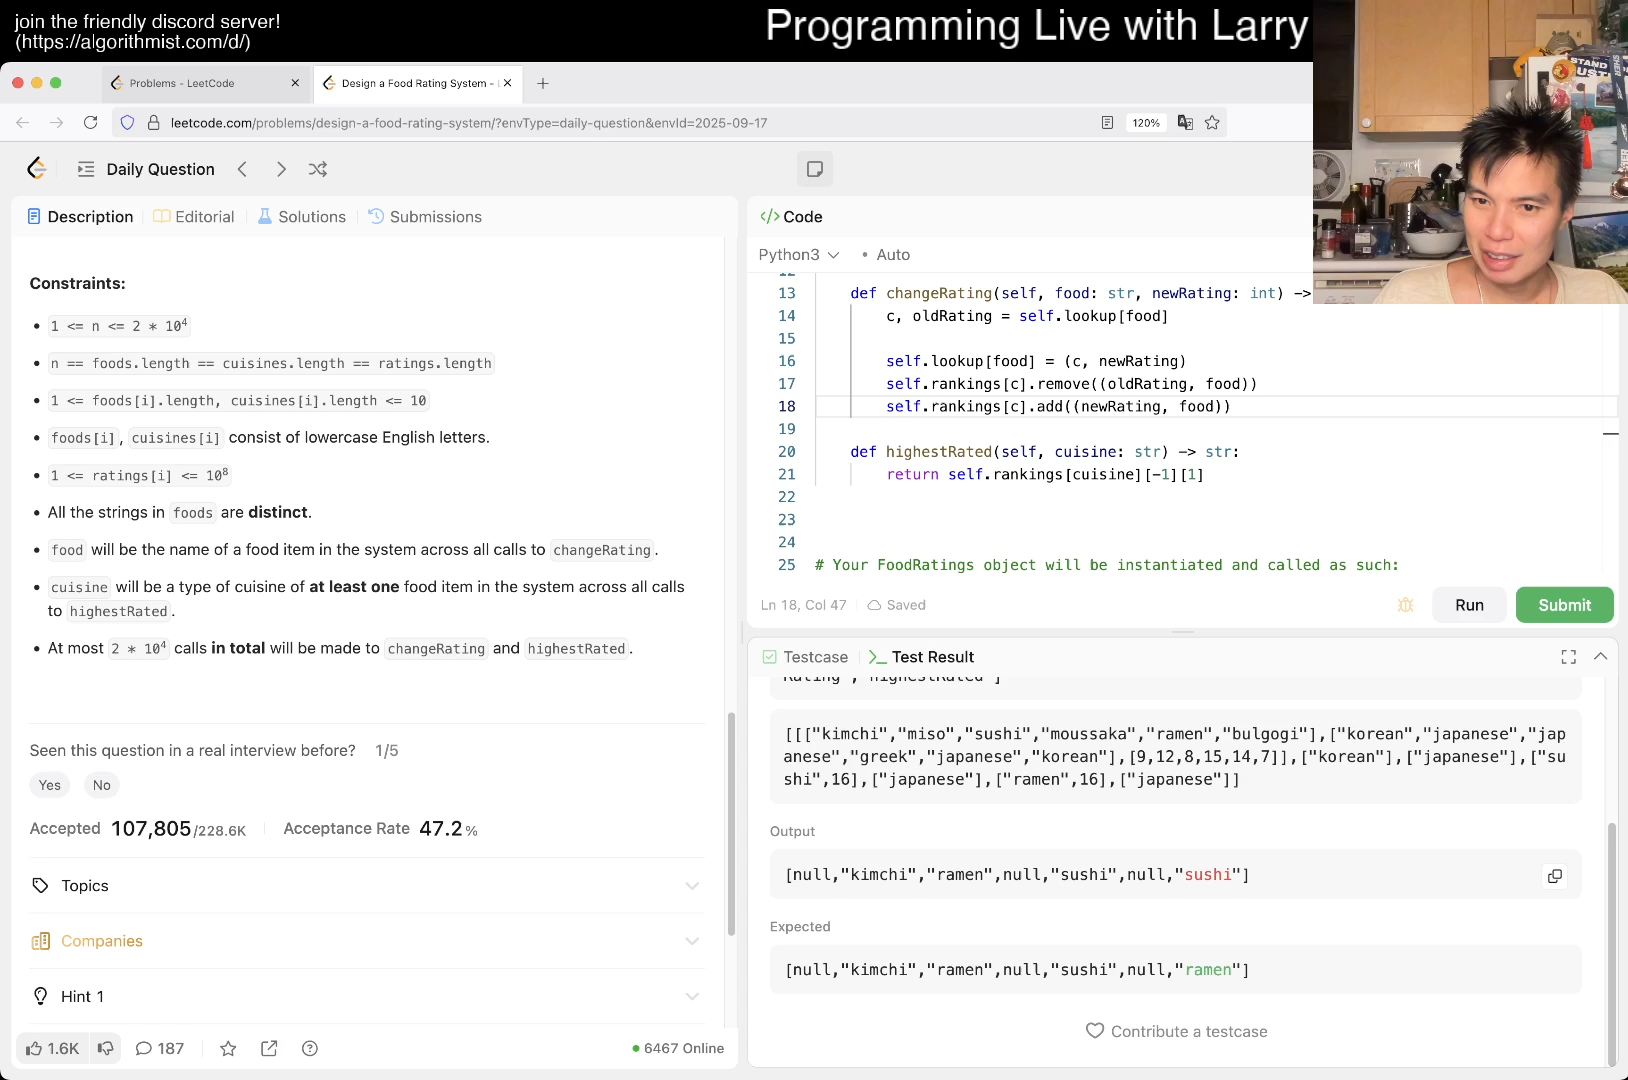 join the friendly discord server!
(https://algorithmist.com/d/)
Programming Live with Larry
Problems - LeetCode
Design a Food Rating System -
leetcode.com/problems/design-a-food-rating-system/?envType=daily-question&envId=2025-09-17
120%
Daily Question
Description
Editorial
Solutions
Submissions
Constraints:
• 1 <= n <= 2 * 10⁴
• n == foods.length == cuisines.length == ratings.length
• 1 <= foods[i].length, cuisines[i].length <= 10
• foods[i], cuisines[i] consist of lowercase English letters.
• 1 <= ratings[i] <= 10⁸
• All the strings in foods are distinct.
• food will be the name of a food item in the system across all calls to changeRating.
• cuisine will be a type of cuisine of at least one food item in the system across all calls
to highestRated.
• At most 2 * 10⁴ calls in total will be made to changeRating and highestRated.
Seen this question in a real interview before? 1/5
Yes
No
Accepted 107,805/228.6K
Acceptance Rate 47.2%
Topics
Companies
Hint 1
1.6K
187
6467 Online
</> Code
Python3
• Auto
12
13 def changeRating(self, food: str, newRating: int) ->
14 c, oldRating = self.lookup[food]
15
16 self.lookup[food] = (c, newRating)
17 self.rankings[c].remove((oldRating, food))
18 self.rankings[c].add((newRating, food))
19
20 def highestRated(self, cuisine: str) -> str:
21 return self.rankings[cuisine][-1][1]
22
23
24
25 # Your FoodRatings object will be instantiated and called as such:
Ln 18, Col 47
Saved
Run
Submit
Testcase
Test Result
Rating","highestRated"]
[[["kimchi","miso","sushi","moussaka","ramen","bulgogi"],["korean","japanese","jap
anese","greek","japanese","korean"],[9,12,8,15,14,7]],["korean"],["japanese"],["su
shi",16],["japanese"],["ramen",16],["japanese"]]
Output
[null,"kimchi","ramen",null,"sushi",null,"sushi"]
Expected
[null,"kimchi","ramen",null,"sushi",null,"ramen"]
Contribute a testcase
STAND